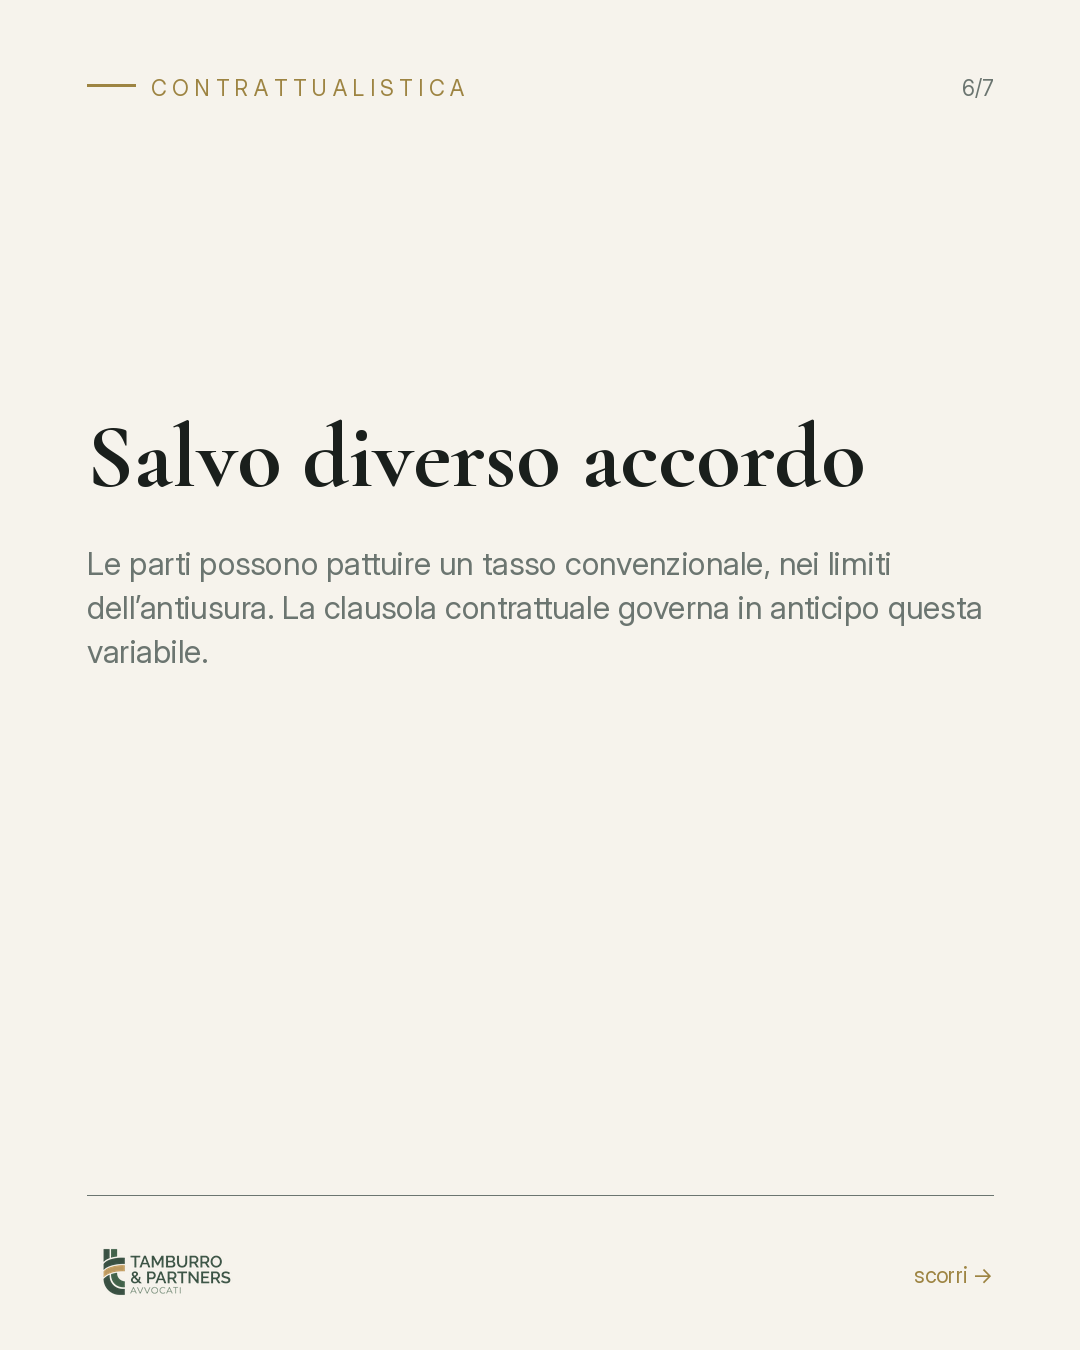 CONTRATTUALISTICA
6/7
Salvo diverso accordo
Le parti possono pattuire un tasso convenzionale, nei limiti
dell’antiusura. La clausola contrattuale governa in anticipo questa
variabile.
TAMBURRO
& PARTNERS
AVVOCATI
scorri →